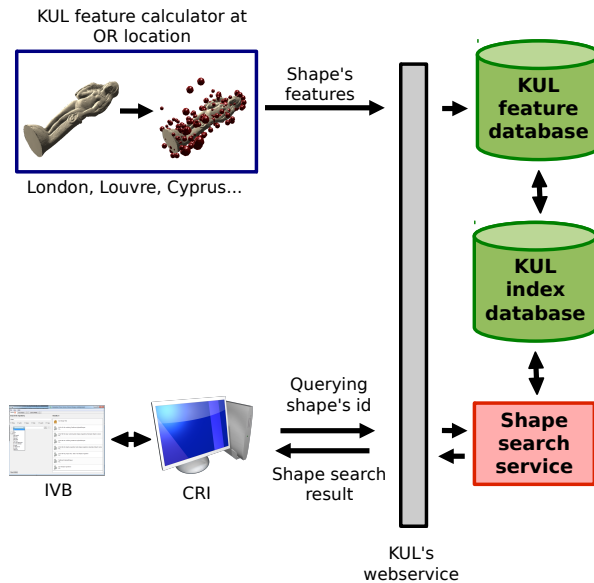 KUL feature calculator at
OR location
London, Louvre, Cyprus...
Shape's
features
KUL
feature
database
KUL
index
database
Querying
shape's id
Shape search
result
Shape
search
service
IVB
CRI
KUL's
webservice